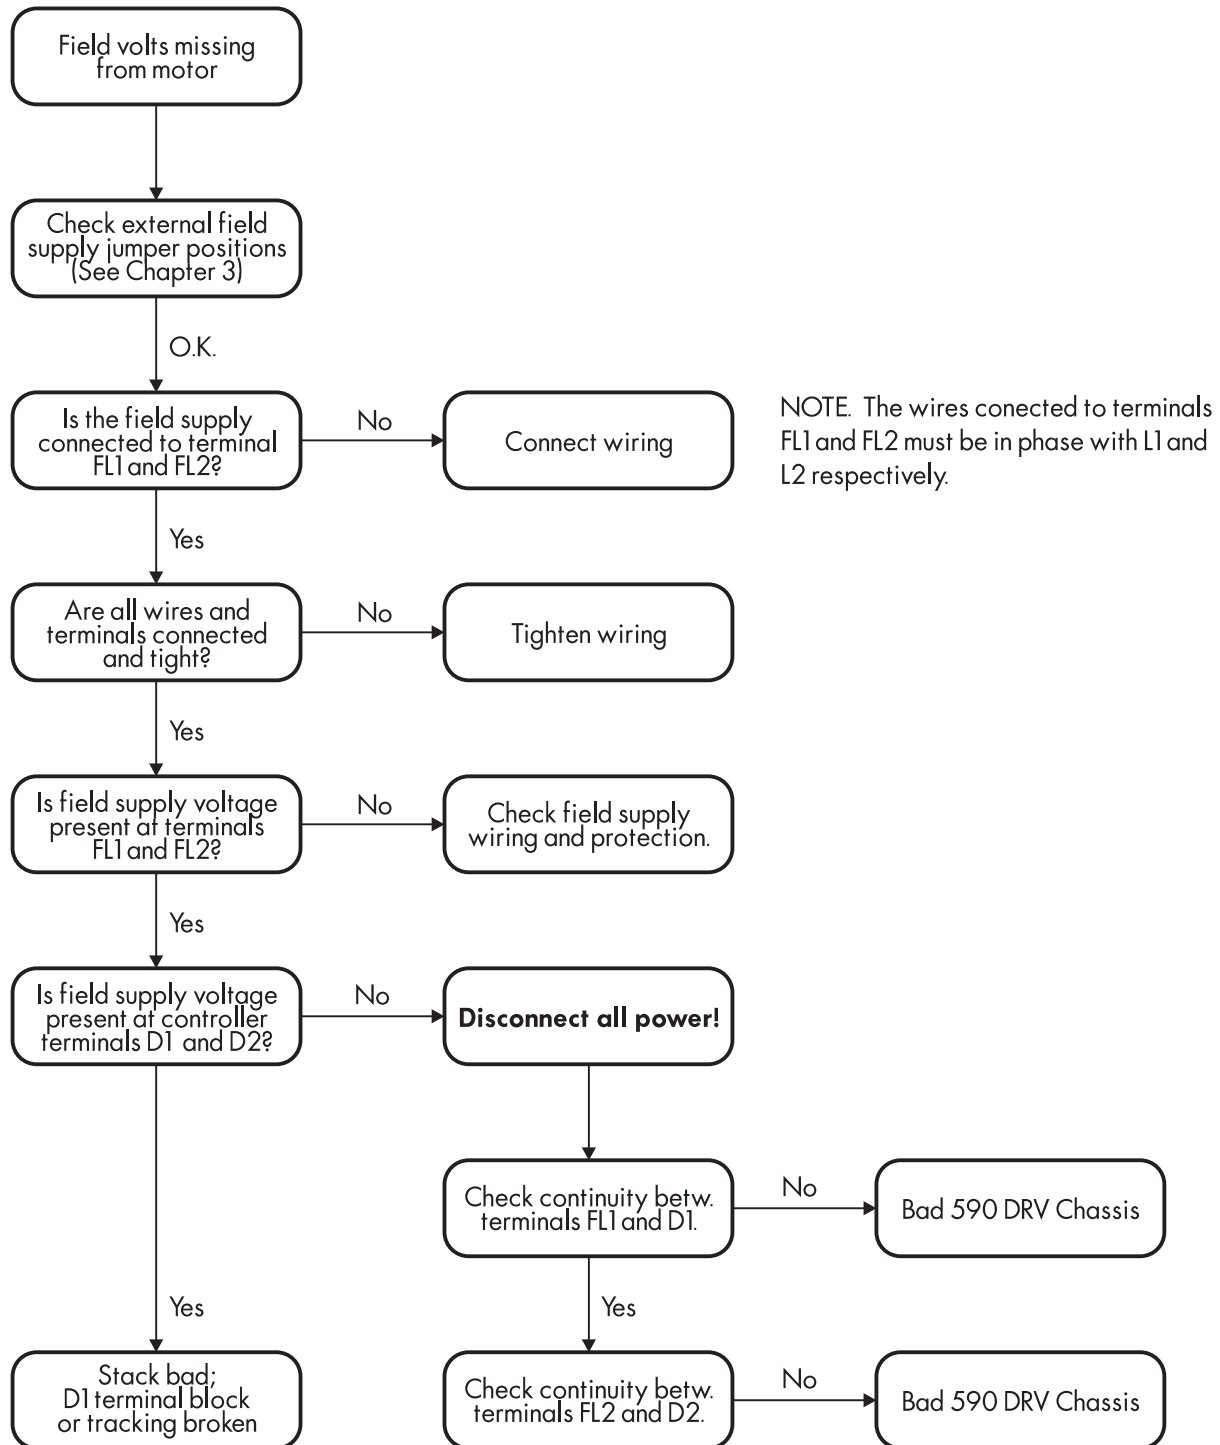 Field volts missing
from motor
Check external field
supply jumper positions
(See Chapter 3)
O.K.
Is the field supply
connected to terminal
FL1 and FL2?
No
Connect wiring
NOTE. The wires conected to terminals
FL1 and FL2 must be in phase with L1 and
L2 respectively.
Yes
Are all wires and
terminals connected
and tight?
No
Tighten wiring
Yes
Is field supply voltage
present at terminals
FL1 and FL2?
No
Check field supply
wiring and protection.
Yes
Is field supply voltage
present at controller
terminals D1 and D2?
No
Disconnect all power!
Check continuity betw.
terminals FL1 and D1.
No
Bad 590 DRV Chassis
Yes
Yes
Stack bad;
D1 terminal block
or tracking broken
Check continuity betw.
terminals FL2 and D2.
No
Bad 590 DRV Chassis